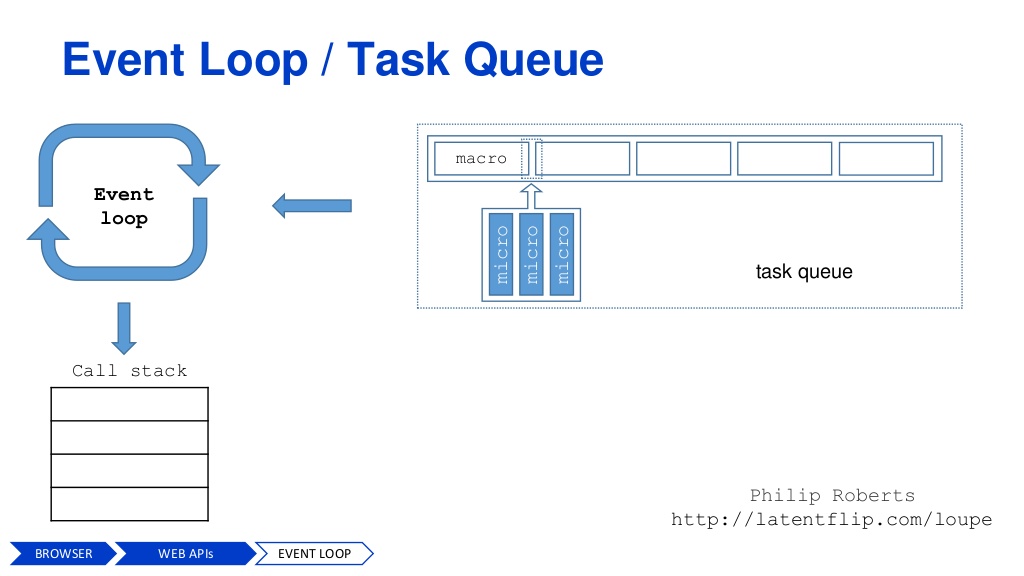 Event Loop / Task Queue
Event
loop
macro
micro
micro
micro
task queue
Call stack
Philip Roberts
http://latentflip.com/loupe
BROWSER
WEB APIs
EVENT LOOP